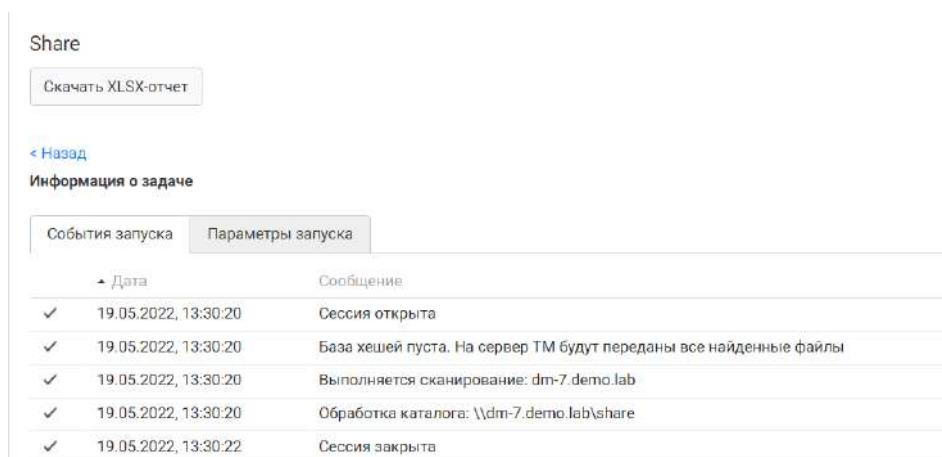 Share
Скачать XLSX-отчет
< Назад
Информация о задаче
События запуска Параметры запуска
Дата Сообщение
19.05.2022, 13:30:20 Сессия открыта
19.05.2022, 13:30:20 База хешей пуста. На сервер ТМ будут переданы все найденные файлы
19.05.2022, 13:30:20 Выполняется сканирование: dm-7.demo.lab
19.05.2022, 13:30:20 Обработка каталога: \\dm-7.demo.lab\share
19.05.2022, 13:30:22 Сессия закрыта